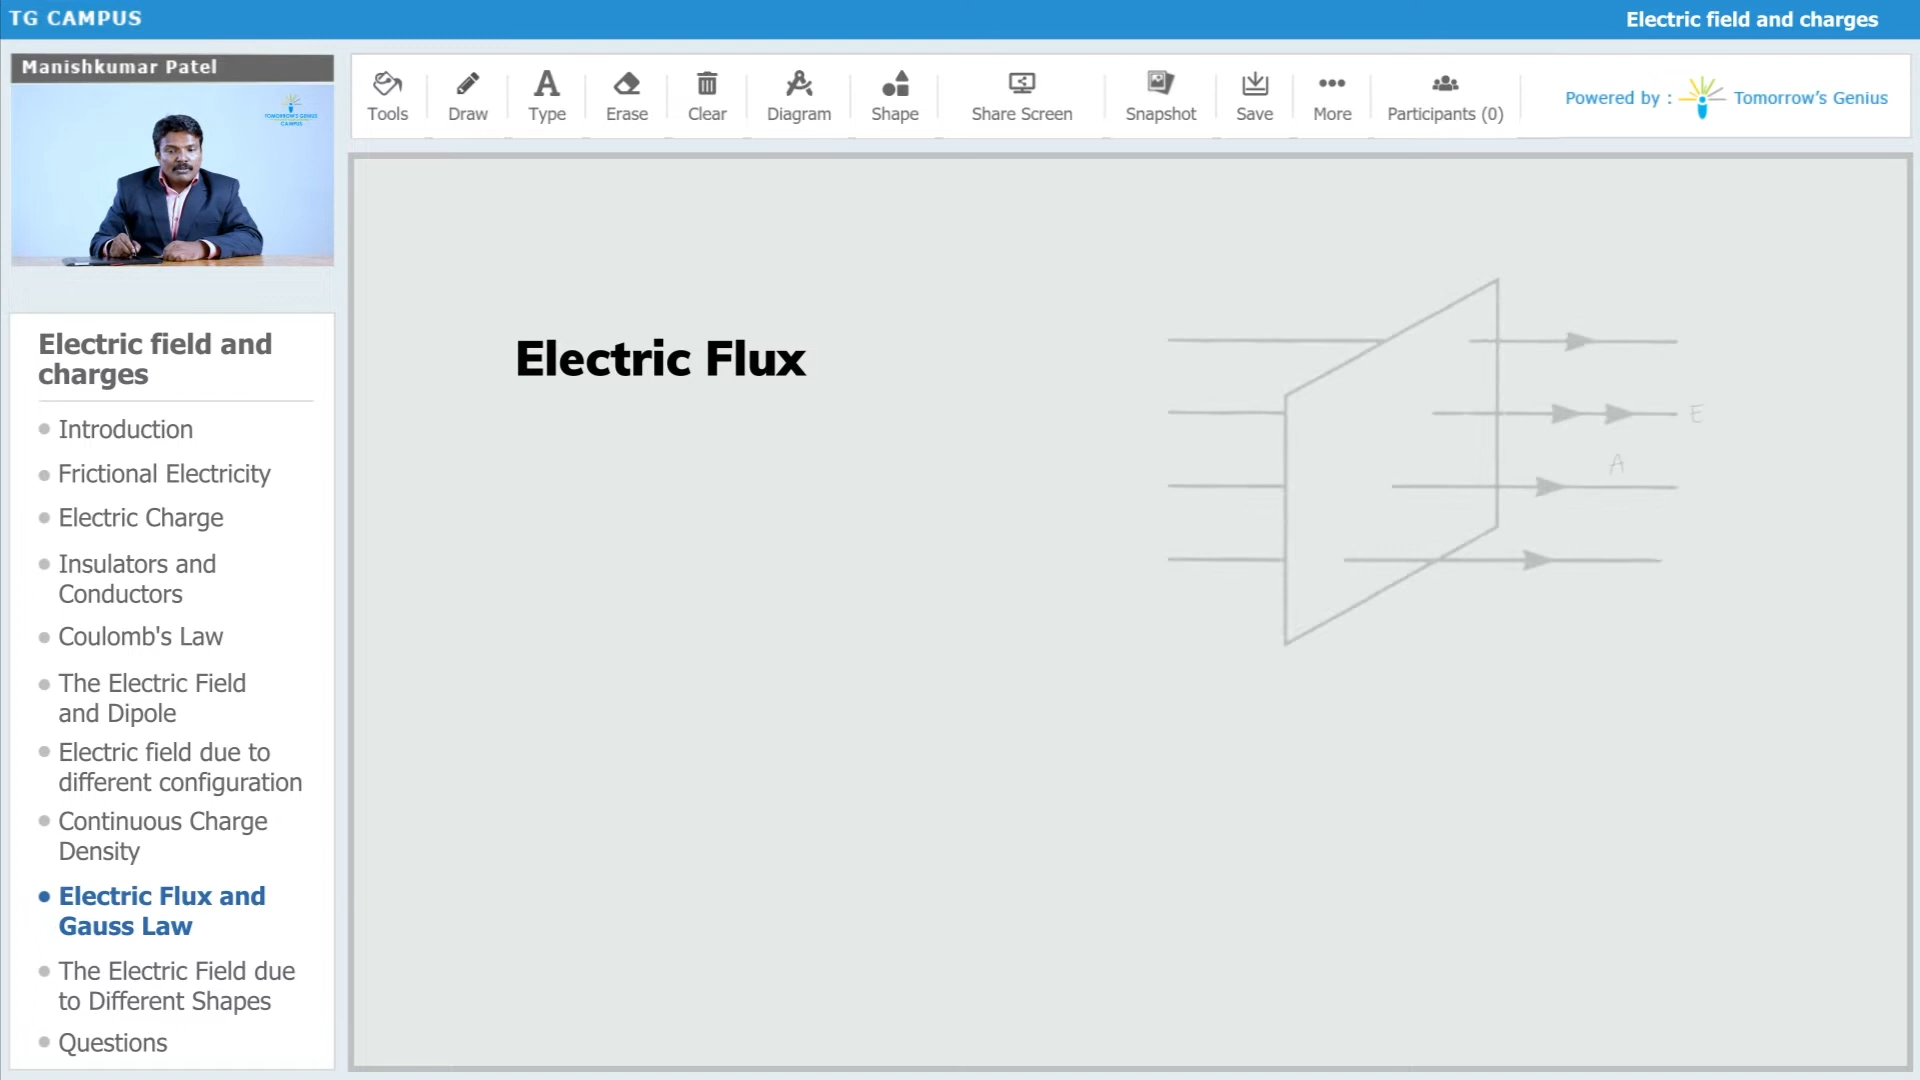 TG CAMPUS
Electric field and charges
Manishkumar Patel
TOMORROW'S GENIUS
CAMPUS
Tools
Draw
Type
Erase
Clear
Diagram
Shape
Share Screen
Snapshot
Save
More
Participants (0)
Powered by :
Tomorrow's Genius
Electric field and
charges
Introduction
Frictional Electricity
Electric Charge
Insulators and
Conductors
Coulomb's Law
The Electric Field
and Dipole
Electric field due to
different configuration
Continuous Charge
Density
Electric Flux and
Gauss Law
The Electric Field due
to Different Shapes
Questions
Electric Flux
E
A